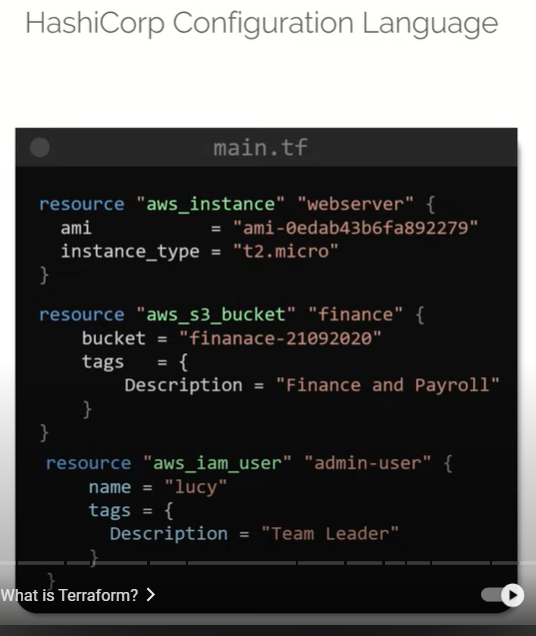 HashiCorp Configuration Language
main.tf
resource "aws_instance" "webserver" {
ami = "ami-0edab43b6fa892279"
instance_type = "t2.micro"
}
resource "aws_s3_bucket" "finance" {
bucket = "finanace-21092020"
tags = {
Description = "Finance and Payroll"
}
}
resource "aws_iam_user" "admin-user" {
name = "lucy"
tags = {
Description = "Team Leader"
}
}
What is Terraform? >